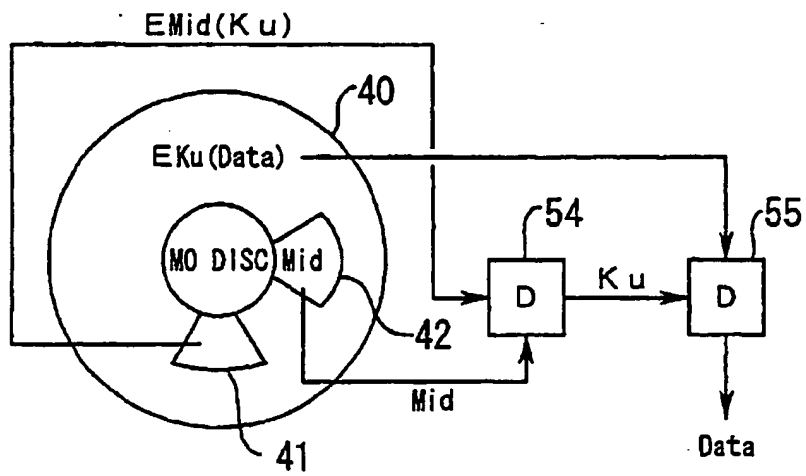 EMid(Ku)
40
EKu(Data)
54
55
MO DISC
Mid
D
Ku
D
42
41
Mid
Data